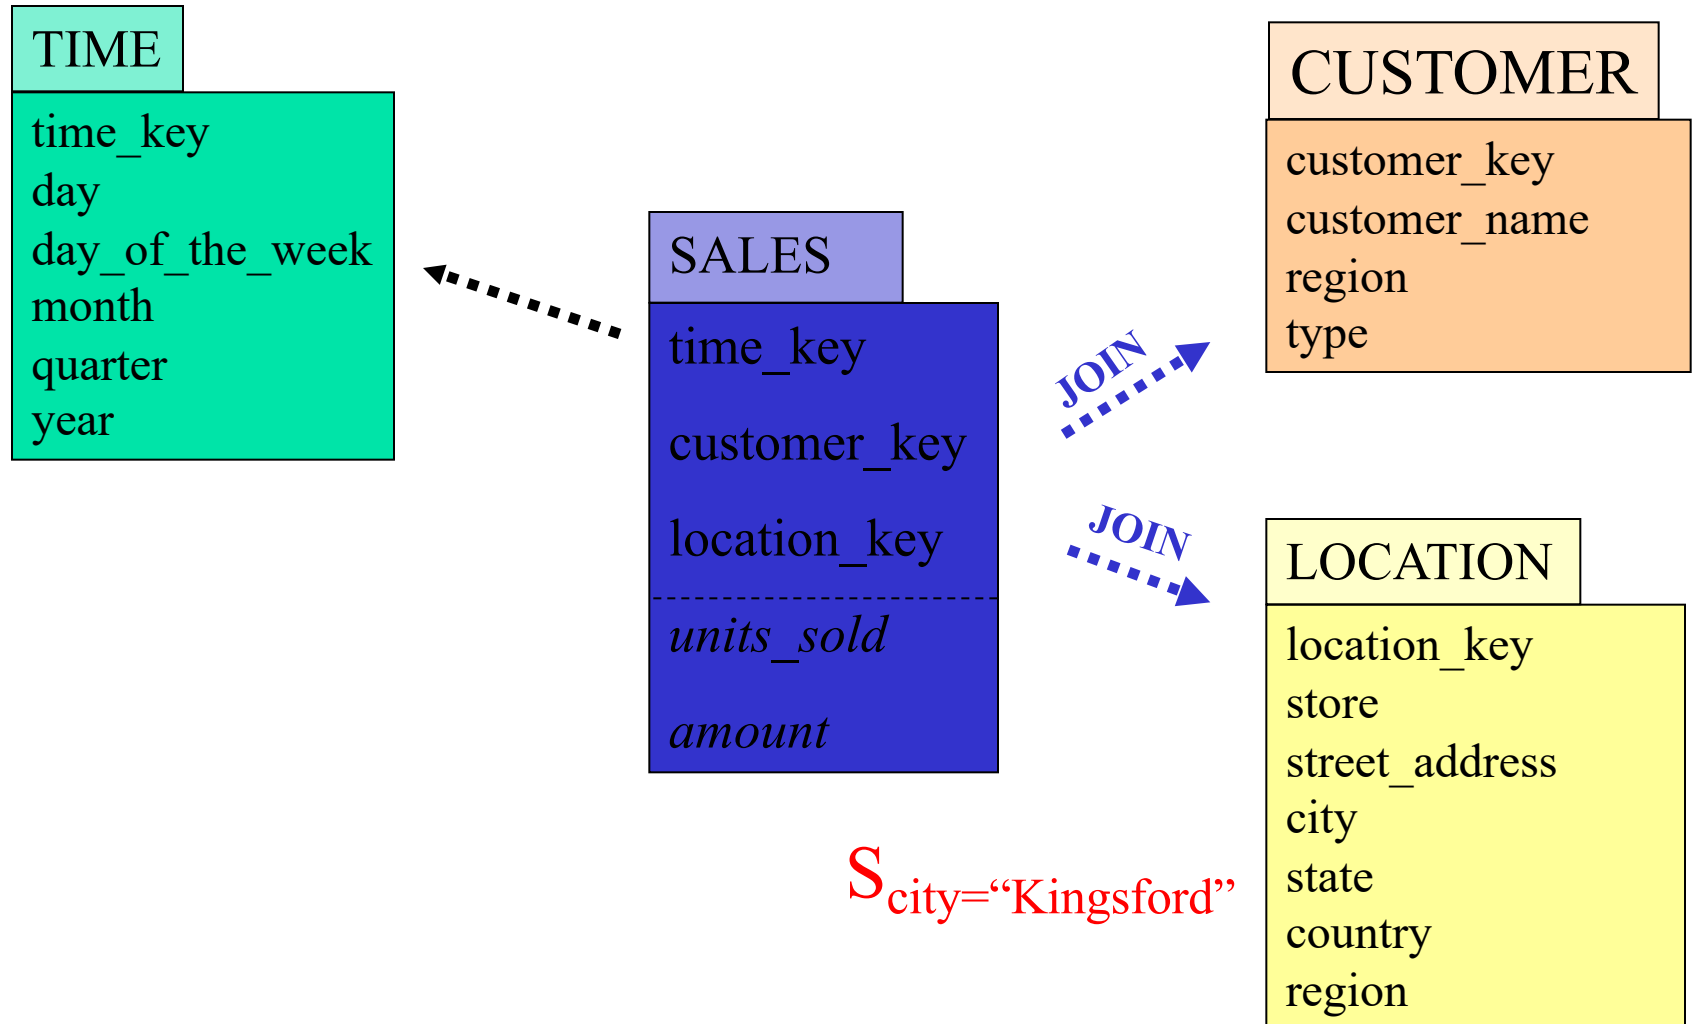 TIME
time_key
day
day_of_the_week
month
quarter
year
SALES
time_key
customer_key
location_key
units_sold
amount
JOIN
JOIN
CUSTOMER
customer_key
customer_name
region
type
LOCATION
location_key
store
street_address
city
state
country
region
S city=“Kingsford”